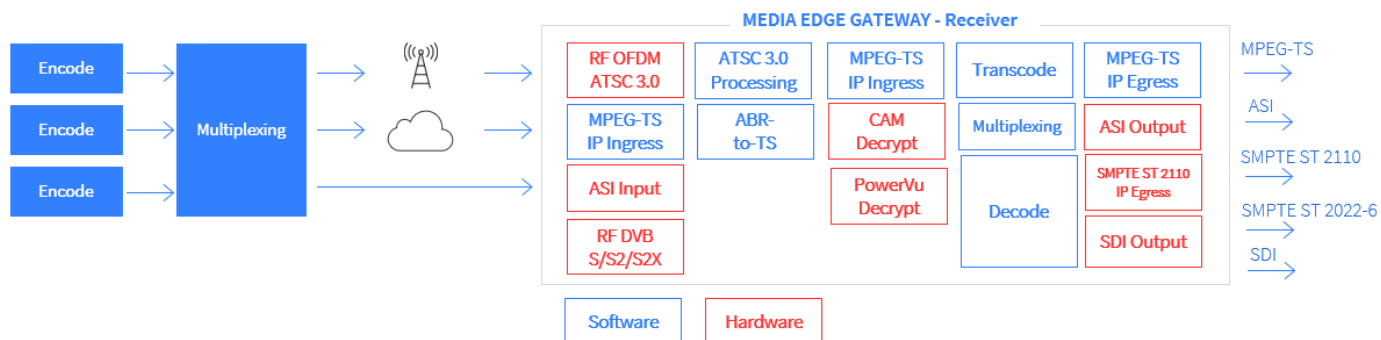 MEDIA EDGE GATEWAY - Receiver
Encode
Encode
Encode
Multiplexing
RF OFDM
ATSC 3.0
MPEG-TS
IP Ingress
ASI Input
RF DVB
S/S2/S2X
ATSC 3.0
Processing
ABR-
to-TS
MPEG-TS
IP Ingress
CAM
Decrypt
PowerVu
Decrypt
Transcode
Multiplexing
Decode
MPEG-TS
IP Egress
ASI Output
SMPTE ST 2110
IP Egress
SDI Output
MPEG-TS
ASI
SMPTE ST 2110
SMPTE ST 2022-6
SDI
Software
Hardware